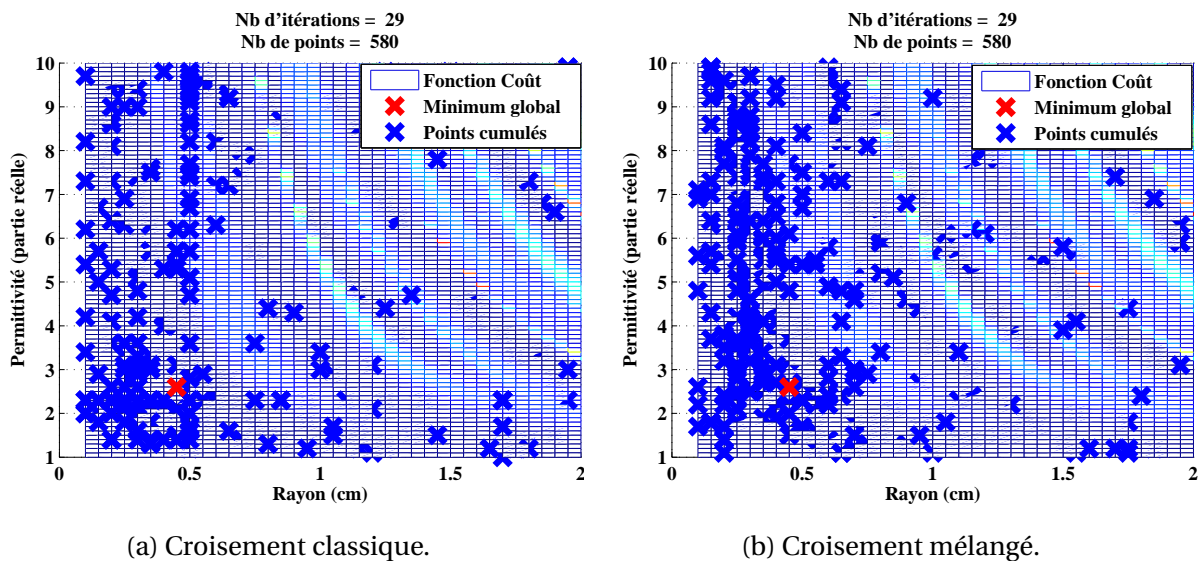 Nb d'itérations = 29
Nb de points = 580
Fonction Coût
Minimum global
Points cumulés
Permittivité (partie réelle)
10
9
8
7
6
5
4
3
2
1
0
0.5
1
1.5
2
Rayon (cm)
(a) Croisement classique.
Nb d'itérations = 29
Nb de points = 580
Fonction Coût
Minimum global
Points cumulés
Permittivité (partie réelle)
10
9
8
7
6
5
4
3
2
1
0
0.5
1
1.5
2
Rayon (cm)
(b) Croisement mélangé.